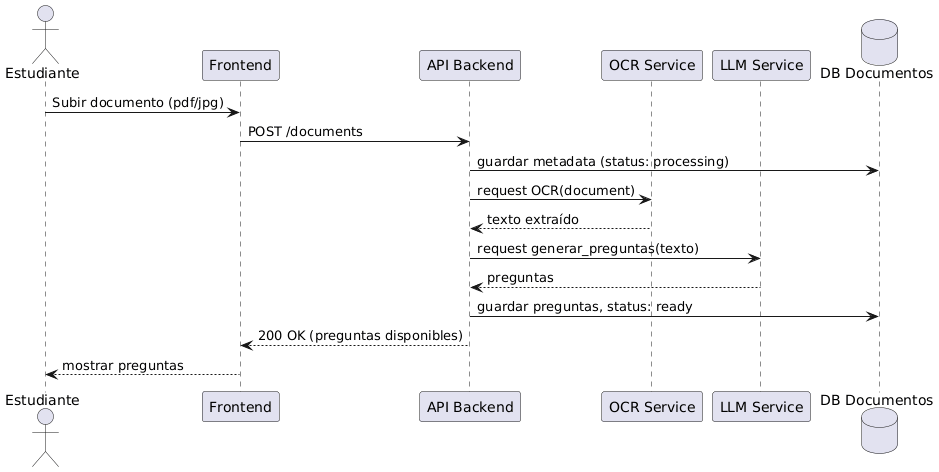 Estudiante
Frontend
API Backend
OCR Service
LLM Service
DB Documentos
Subir documento (pdf/jpg)
POST /documents
guardar metadata (status: processing)
request OCR(document)
texto extraído
request generar_preguntas(texto)
preguntas
guardar preguntas, status: ready
200 OK (preguntas disponibles)
mostrar preguntas
Estudiante
Frontend
API Backend
OCR Service
LLM Service
DB Documentos